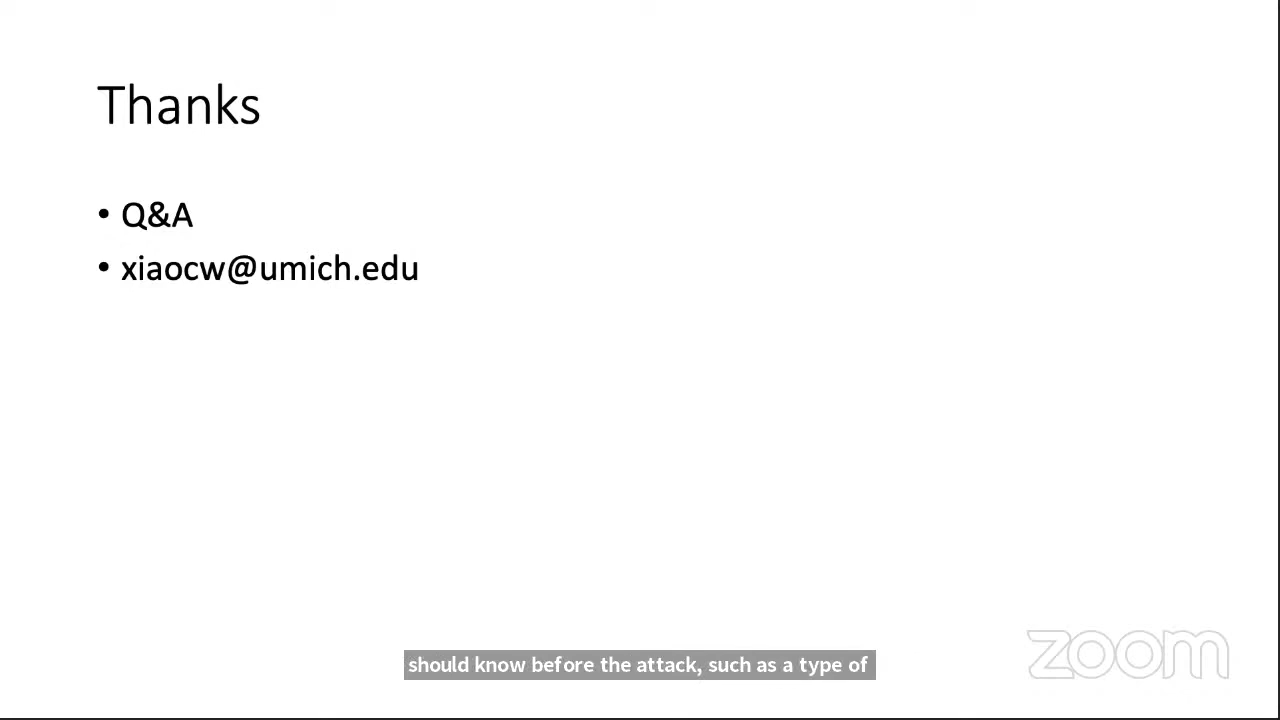 Thanks
• Q&A
• xiaocw@umich.edu
should know before the attack, such as a type of
zoom